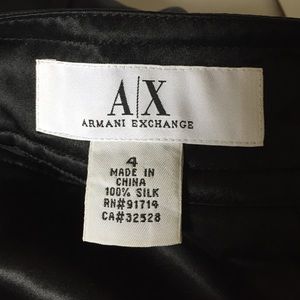 A|X
ARMANI EXCHANGE
4
MADE IN
CHINA
100% SILK
RN#91714
CA#32528